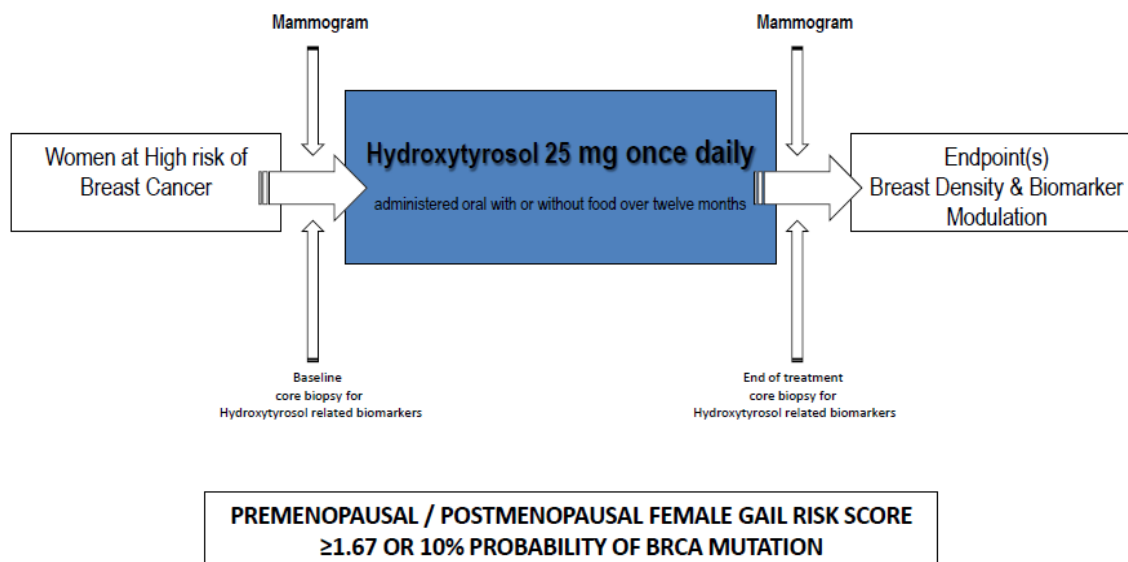 Mammogram
Mammogram
Women at High risk of
Breast Cancer
Hydroxytyrosol 25 mg once daily
administered oral with or without food over twelve months
Endpoint(s)
Breast Density & Biomarker
Modulation
Baseline
core biopsy for
Hydroxytyrosol related biomarkers
End of treatment
core biopsy for
Hydroxytyrosol related biomarkers
PREMENOPAUSAL / POSTMENOPAUSAL FEMALE GAIL RISK SCORE
≥1.67 OR 10% PROBABILITY OF BRCA MUTATION